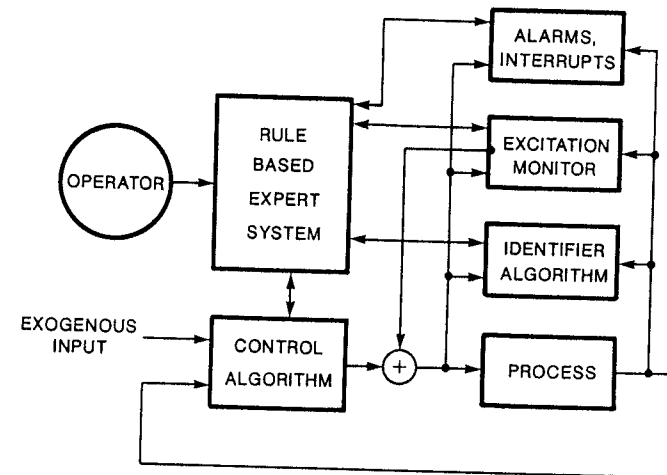 ALARMS,
INTERRUPTS
RULE
BASED
EXPERT
SYSTEM
OPERATOR
EXCITATION
MONITOR
IDENTIFIER
ALGORITHM
EXOGENOUS
INPUT
CONTROL
ALGORITHM
+
PROCESS